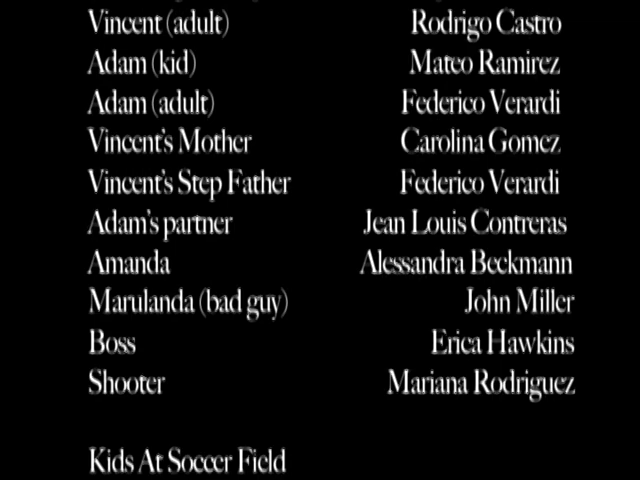 Vincent (adult) Rodrigo Castro
Adam (kid) Mateo Ramirez
Adam (adult) Federico Verardi
Vincent's Mother Carolina Gomez
Vincent's Step Father Federico Verardi
Adam's partner Jean Louis Contreras
Amanda Alessandra Beckmann
Marulanda (bad guy) John Miller
Boss Erica Hawkins
Shooter Mariana Rodriguez
Kids At Soccer Field